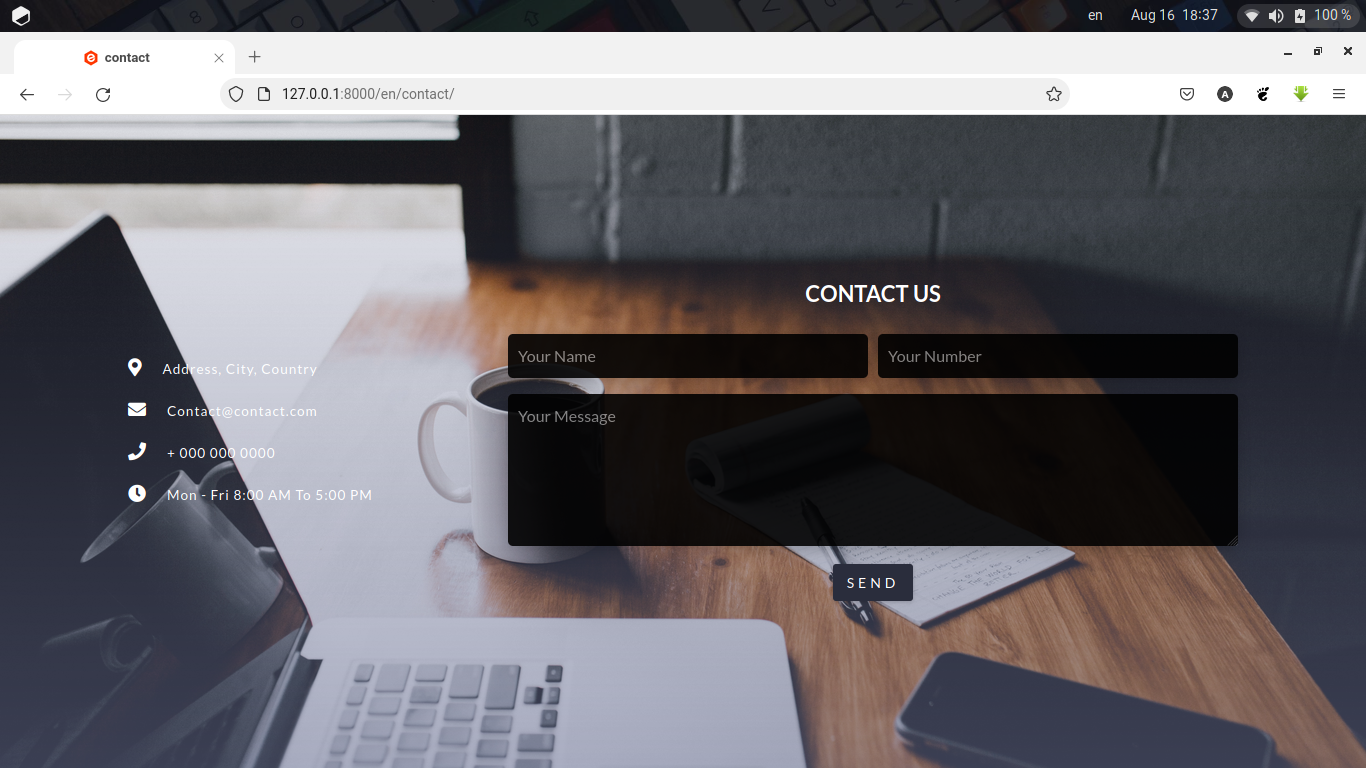 en Aug 16 18:37 100 %
contact
127.0.0.1:8000/en/contact/
CONTACT US
Your Name Your Number
Address, City, Country
Contact@contact.com
Your Message
+ 000 000 0000
Mon - Fri 8:00 AM To 5:00 PM
SEND